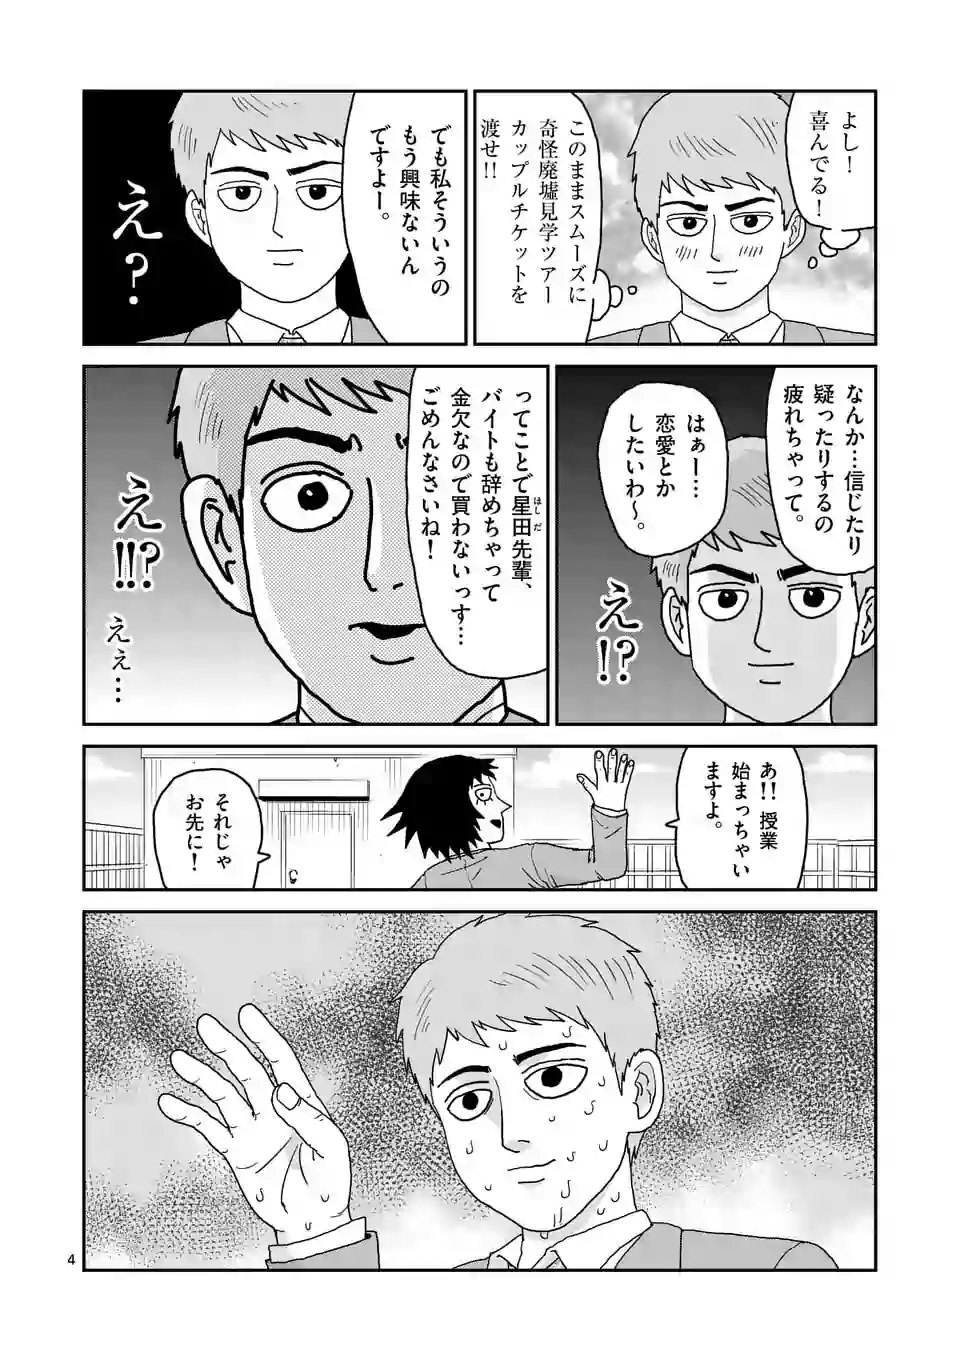 よし!
喜んでる!
このままスムーズに
奇怪廃墟見学ツアー
カップルチケットを
渡せ!!
でも私そういうの
もう興味ないん
ですよー。
え?
なんか…信じたり
疑ったりするの
疲れちゃって。
はぁー…
恋愛とか
したいわ〜。
え!?
ってことで星田先輩、
ほしだ
バイトも辞めちゃって
金欠なので買わないっす…
ごめんなさいね!
え!!?
ええ…
あ!! 授業
始まっちゃい
ますよ。
それじゃ
お先に!
4